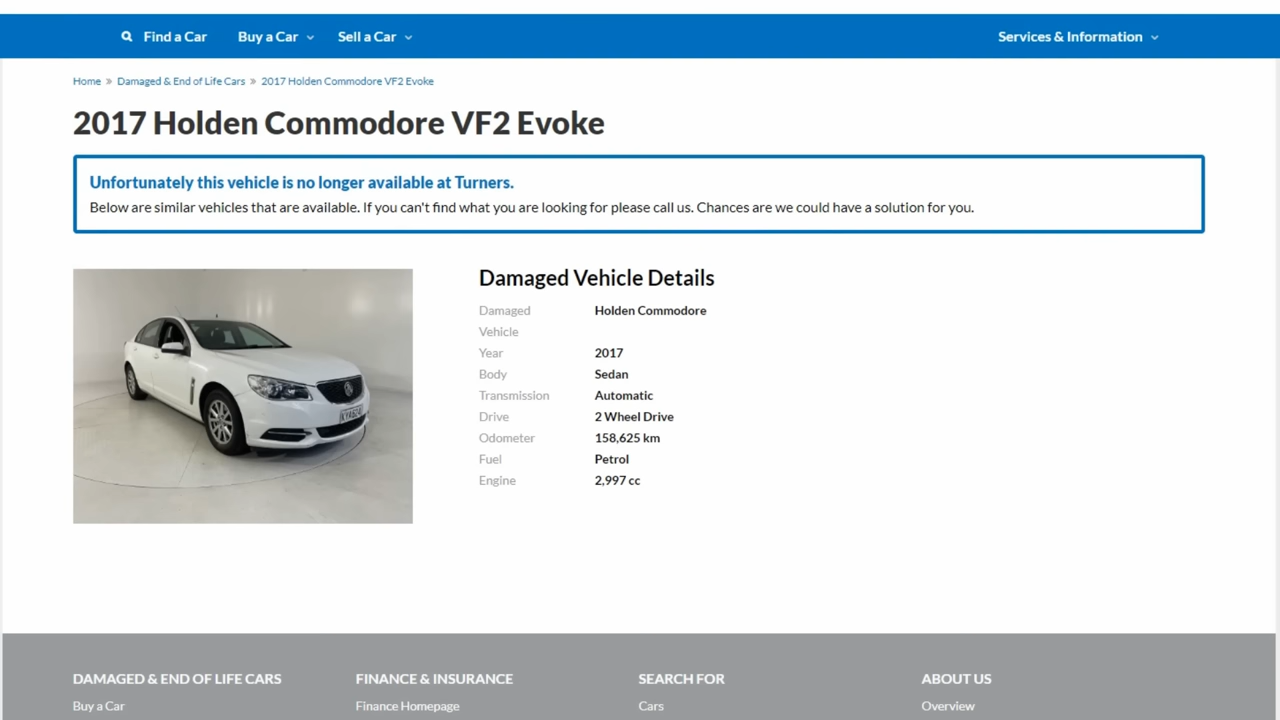 Find a Car Buy a Car Sell a Car Services & Information
Home » Damaged & End of Life Cars » 2017 Holden Commodore VF2 Evoke
2017 Holden Commodore VF2 Evoke
Unfortunately this vehicle is no longer available at Turners.
Below are similar vehicles that are available. If you can't find what you are looking for please call us. Chances are we could have a solution for you.
Damaged Vehicle Details
Damaged Vehicle Holden Commodore
Year 2017
Body Sedan
Transmission Automatic
Drive 2 Wheel Drive
Odometer 158,625 km
Fuel Petrol
Engine 2,997 cc
DAMAGED & END OF LIFE CARS FINANCE & INSURANCE SEARCH FOR ABOUT US
Buy a Car Finance Homepage Cars Overview